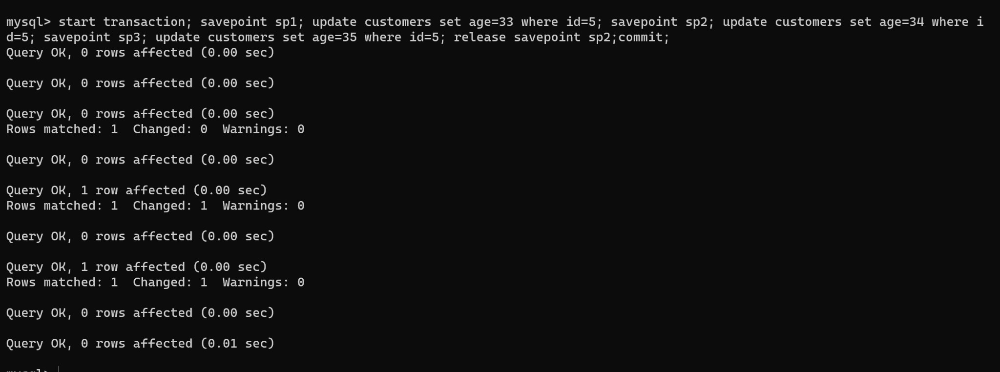 mysql> start transaction; savepoint sp1; update customers set age=33 where id=5; savepoint sp2; update customers set age=34 where i
d=5; savepoint sp3; update customers set age=35 where id=5; release savepoint sp2;commit;
Query OK, 0 rows affected (0.00 sec)
Query OK, 0 rows affected (0.00 sec)
Query OK, 0 rows affected (0.00 sec)
Rows matched: 1  Changed: 0  Warnings: 0
Query OK, 0 rows affected (0.00 sec)
Query OK, 1 row affected (0.00 sec)
Rows matched: 1  Changed: 1  Warnings: 0
Query OK, 0 rows affected (0.00 sec)
Query OK, 1 row affected (0.00 sec)
Rows matched: 1  Changed: 1  Warnings: 0
Query OK, 0 rows affected (0.00 sec)
Query OK, 0 rows affected (0.01 sec)
mysql>